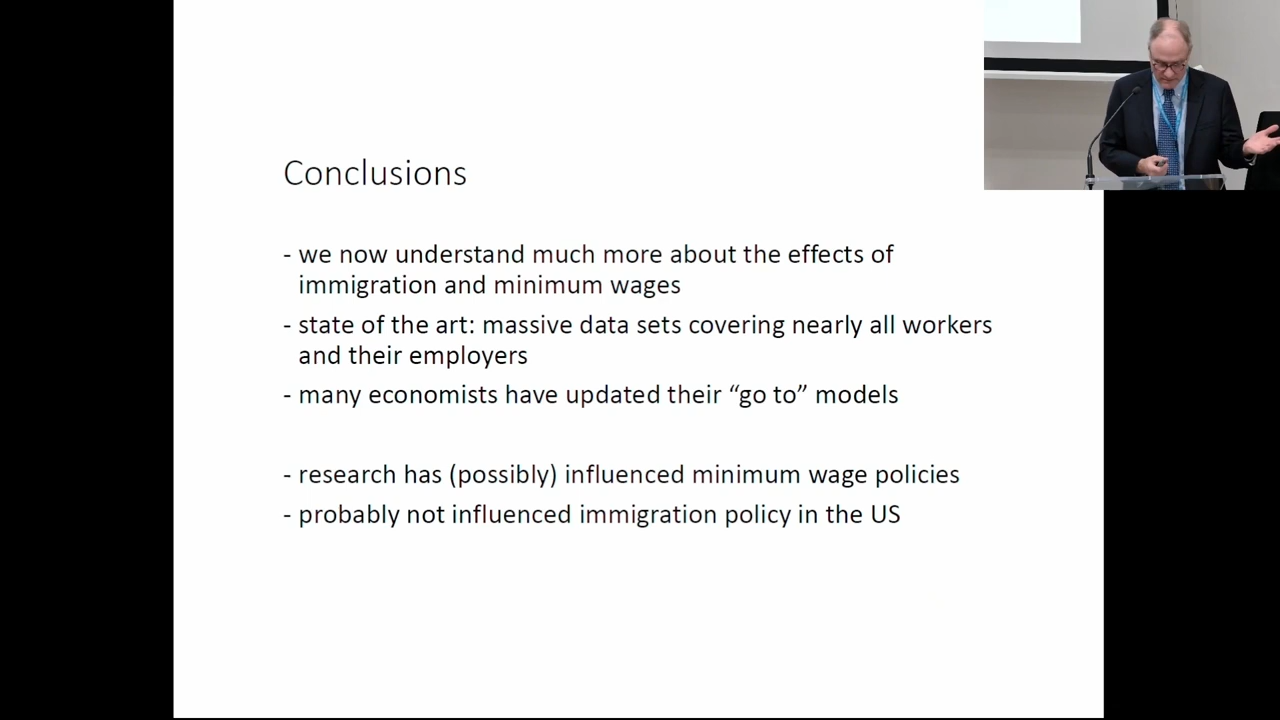 Conclusions
- we now understand much more about the effects of
immigration and minimum wages
- state of the art: massive data sets covering nearly all workers
and their employers
- many economists have updated their “go to” models
- research has (possibly) influenced minimum wage policies
- probably not influenced immigration policy in the US